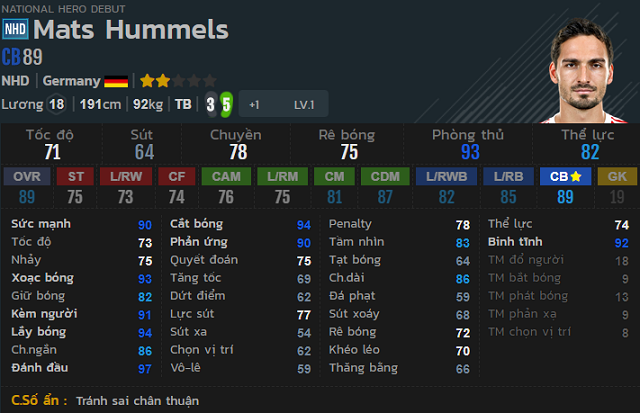 NATIONAL HERO DEBUT
NHD Mats Hummels
CB 89
NHD Germany
Lương 18 191cm 92kg TB 3 5 +1 LV.1
Tốc độ Sút Chuyền Rê bóng Phòng thủ Thể lực
71 64 78 75 93 82
OVR ST L/RW CF CAM L/RM CM CDM L/RWB L/RB CB GK
89 75 73 74 76 75 81 87 82 85 89 19
Sức mạnh 90 Cắt bóng 94 Penalty 78 Thể lực 74
Tốc độ 73 Phản ứng 90 Tầm nhìn 83 Bình tĩnh 92
Nhảy 75 Quyết đoán 75 Tạt bóng 64 TM đổ người 18
Xoạc bóng 93 Tăng tốc 69 Ch.dài 86 TM bắt bóng 9
Giữ bóng 82 Dứt điểm 62 Đá phạt 59 TM phát bóng 13
Kèm người 91 Lực sút 77 Sút xoáy 68 TM phản xạ 9
Lấy bóng 94 Sút xa 54 Rê bóng 72 TM chọn vị trí 8
Ch.ngắn 86 Chọn vị trí 62 Khéo léo 70
Đánh đầu 97 Vô-lê 59 Thăng bằng 66
C.Số ẩn : Tránh sai chân thuận